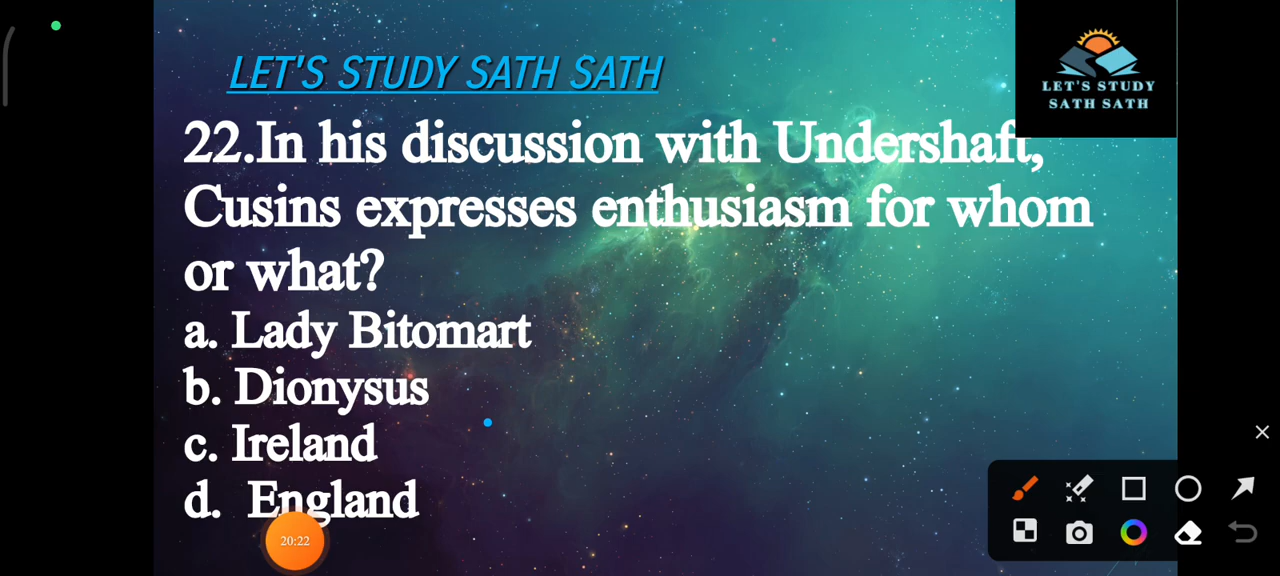 LET'S STUDY SATH SATH
LET'S STUDY
SATH SATH
22.In his discussion with Undershaft,
Cusins expresses enthusiasm for whom
or what?
a. Lady Bitomart
b. Dionysus
c. Ireland
d. England
20:22